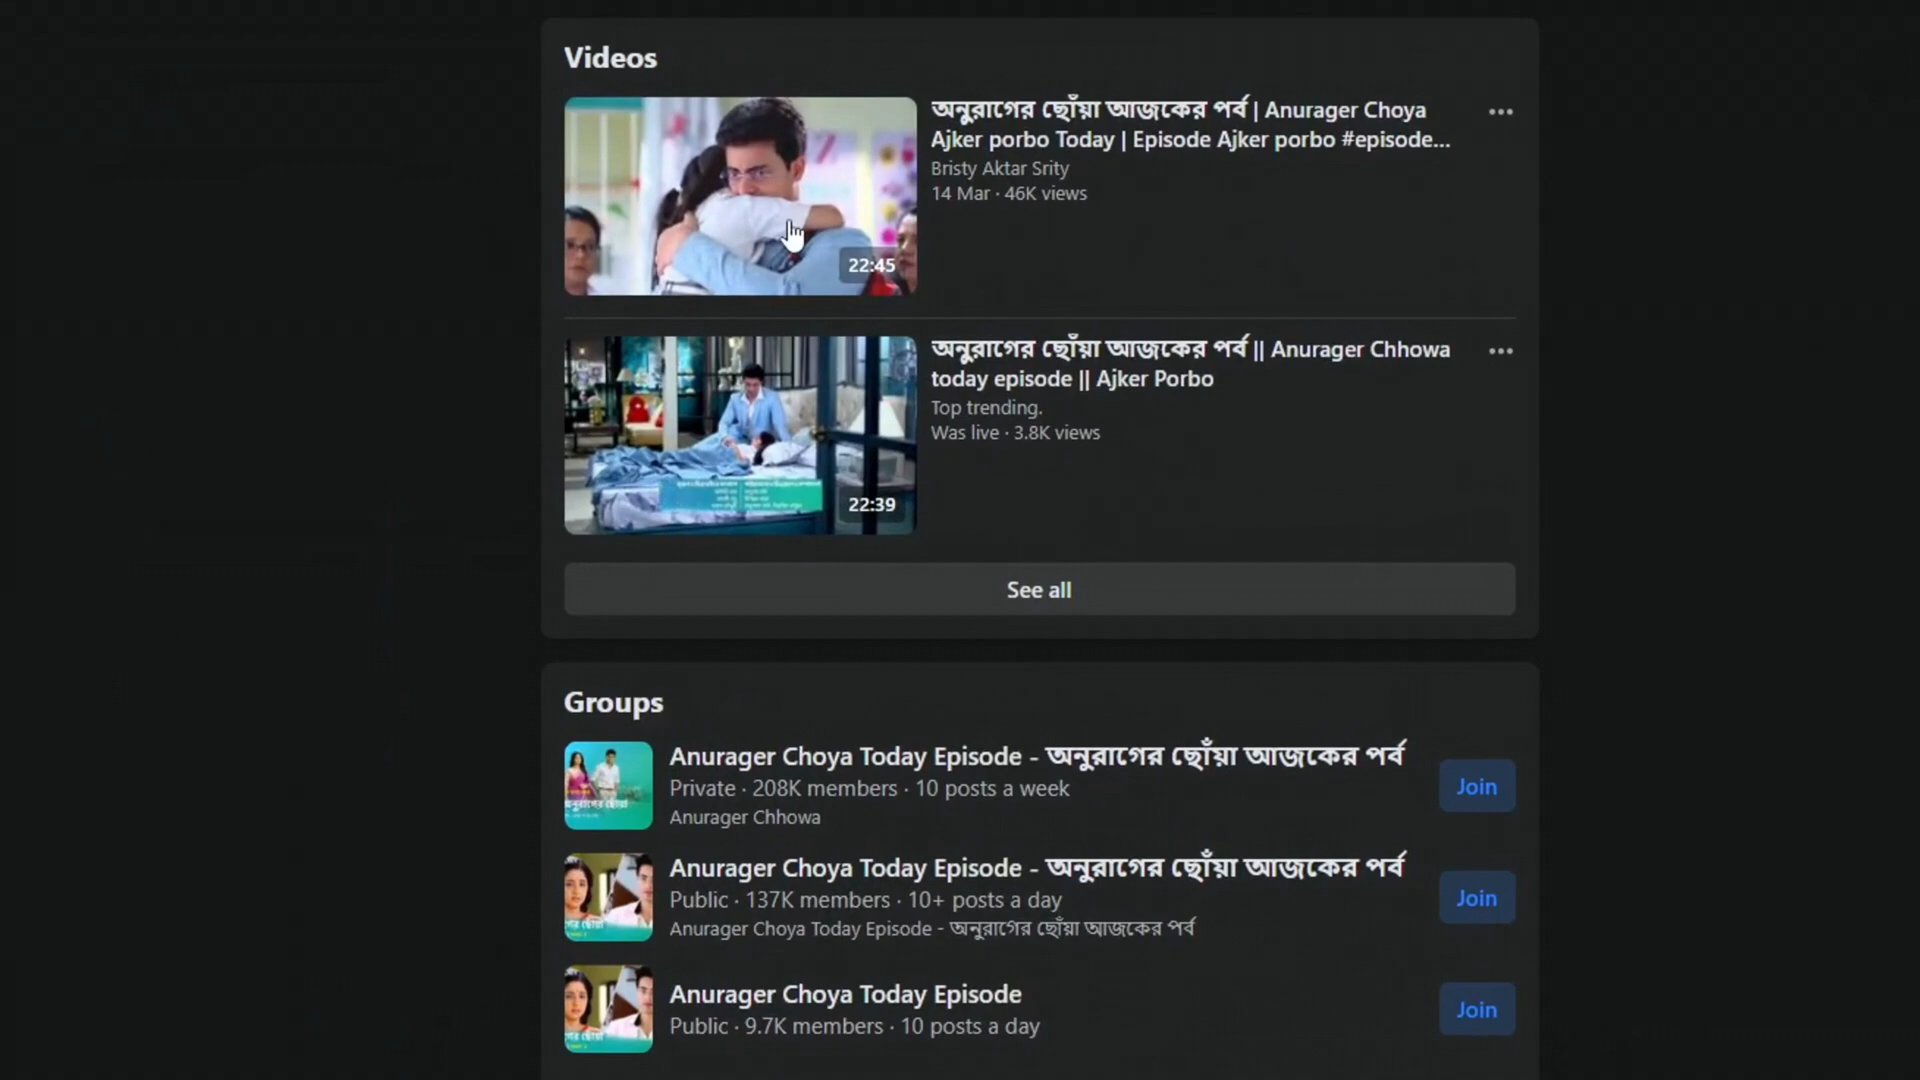 Videos
অনুরাগের ছোঁয়া আজকের পর্ব | Anurager Choya
Ajker porbo Today | Episode Ajker porbo #episode...
Bristy Aktar Srity
14 Mar · 46K views
22:45
অনুরাগের ছোঁয়া আজকের পর্ব || Anurager Chhowa
today episode || Ajker Porbo
Top trending.
Was live · 3.8K views
22:39
See all
Groups
Anurager Choya Today Episode - অনুরাগের ছোঁয়া আজকের পর্ব
Private · 208K members · 10 posts a week
Anurager Chhowa
Join
Anurager Choya Today Episode - অনুরাগের ছোঁয়া আজকের পর্ব
Public · 137K members · 10+ posts a day
Anurager Choya Today Episode - অনুরাগের ছোঁয়া আজকের পর্ব
Join
Anurager Choya Today Episode
Public · 9.7K members · 10 posts a day
Join